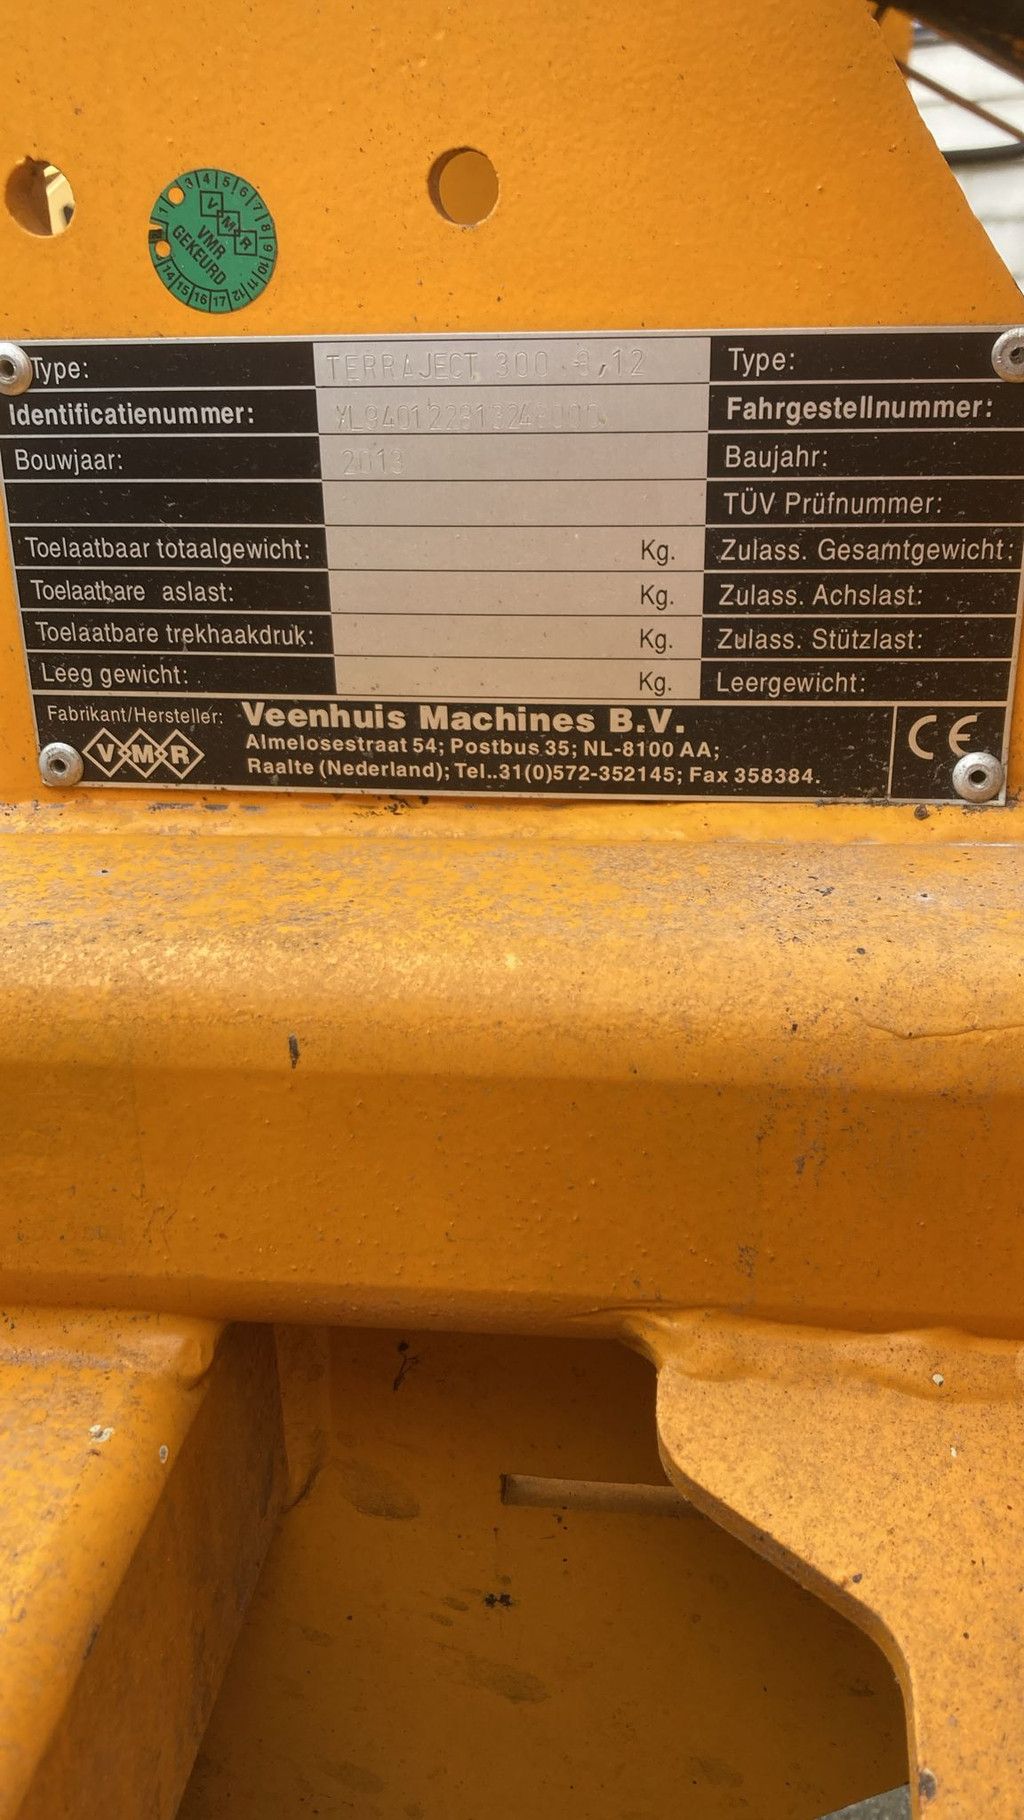 3 4 5 6 7 8 9 10 11 12
1
V M R
VMR
GEKEURD
14 15 16 17
Type: TERRAJECT 300 8,12 Type:
Identificatienummer: Fahrgestellnummer:
Bouwjaar: 2013 Baujahr:
TÜV Prüfnummer:
Toelaatbaar totaalgewicht: Kg. Zulass. Gesamtgewicht:
Toelaatbare aslast: Kg. Zulass. Achslast:
Toelaatbare trekhaakdruk: Kg. Zulass. Stützlast:
Leeg gewicht: Kg. Leergewicht:
Fabrikant/Hersteller: Veenhuis Machines B.V.
VMR Almelosestraat 54; Postbus 35; NL-8100 AA; CE
Raalte (Nederland); Tel..31(0)572-352145; Fax 358384.